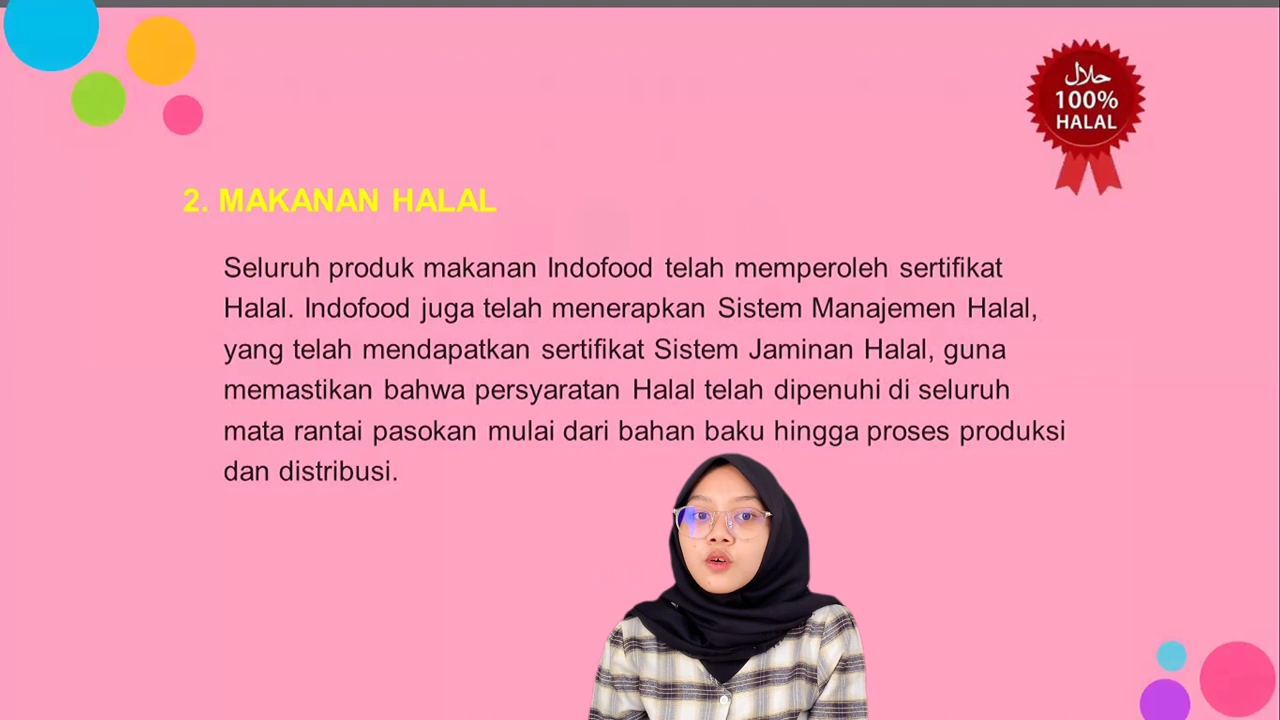 حلال
100%
HALAL
2. MAKANAN HALAL
Seluruh produk makanan Indofood telah memperoleh sertifikat
Halal. Indofood juga telah menerapkan Sistem Manajemen Halal,
yang telah mendapatkan sertifikat Sistem Jaminan Halal, guna
memastikan bahwa persyaratan Halal telah dipenuhi di seluruh
mata rantai pasokan mulai dari bahan baku hingga proses produksi
dan distribusi.